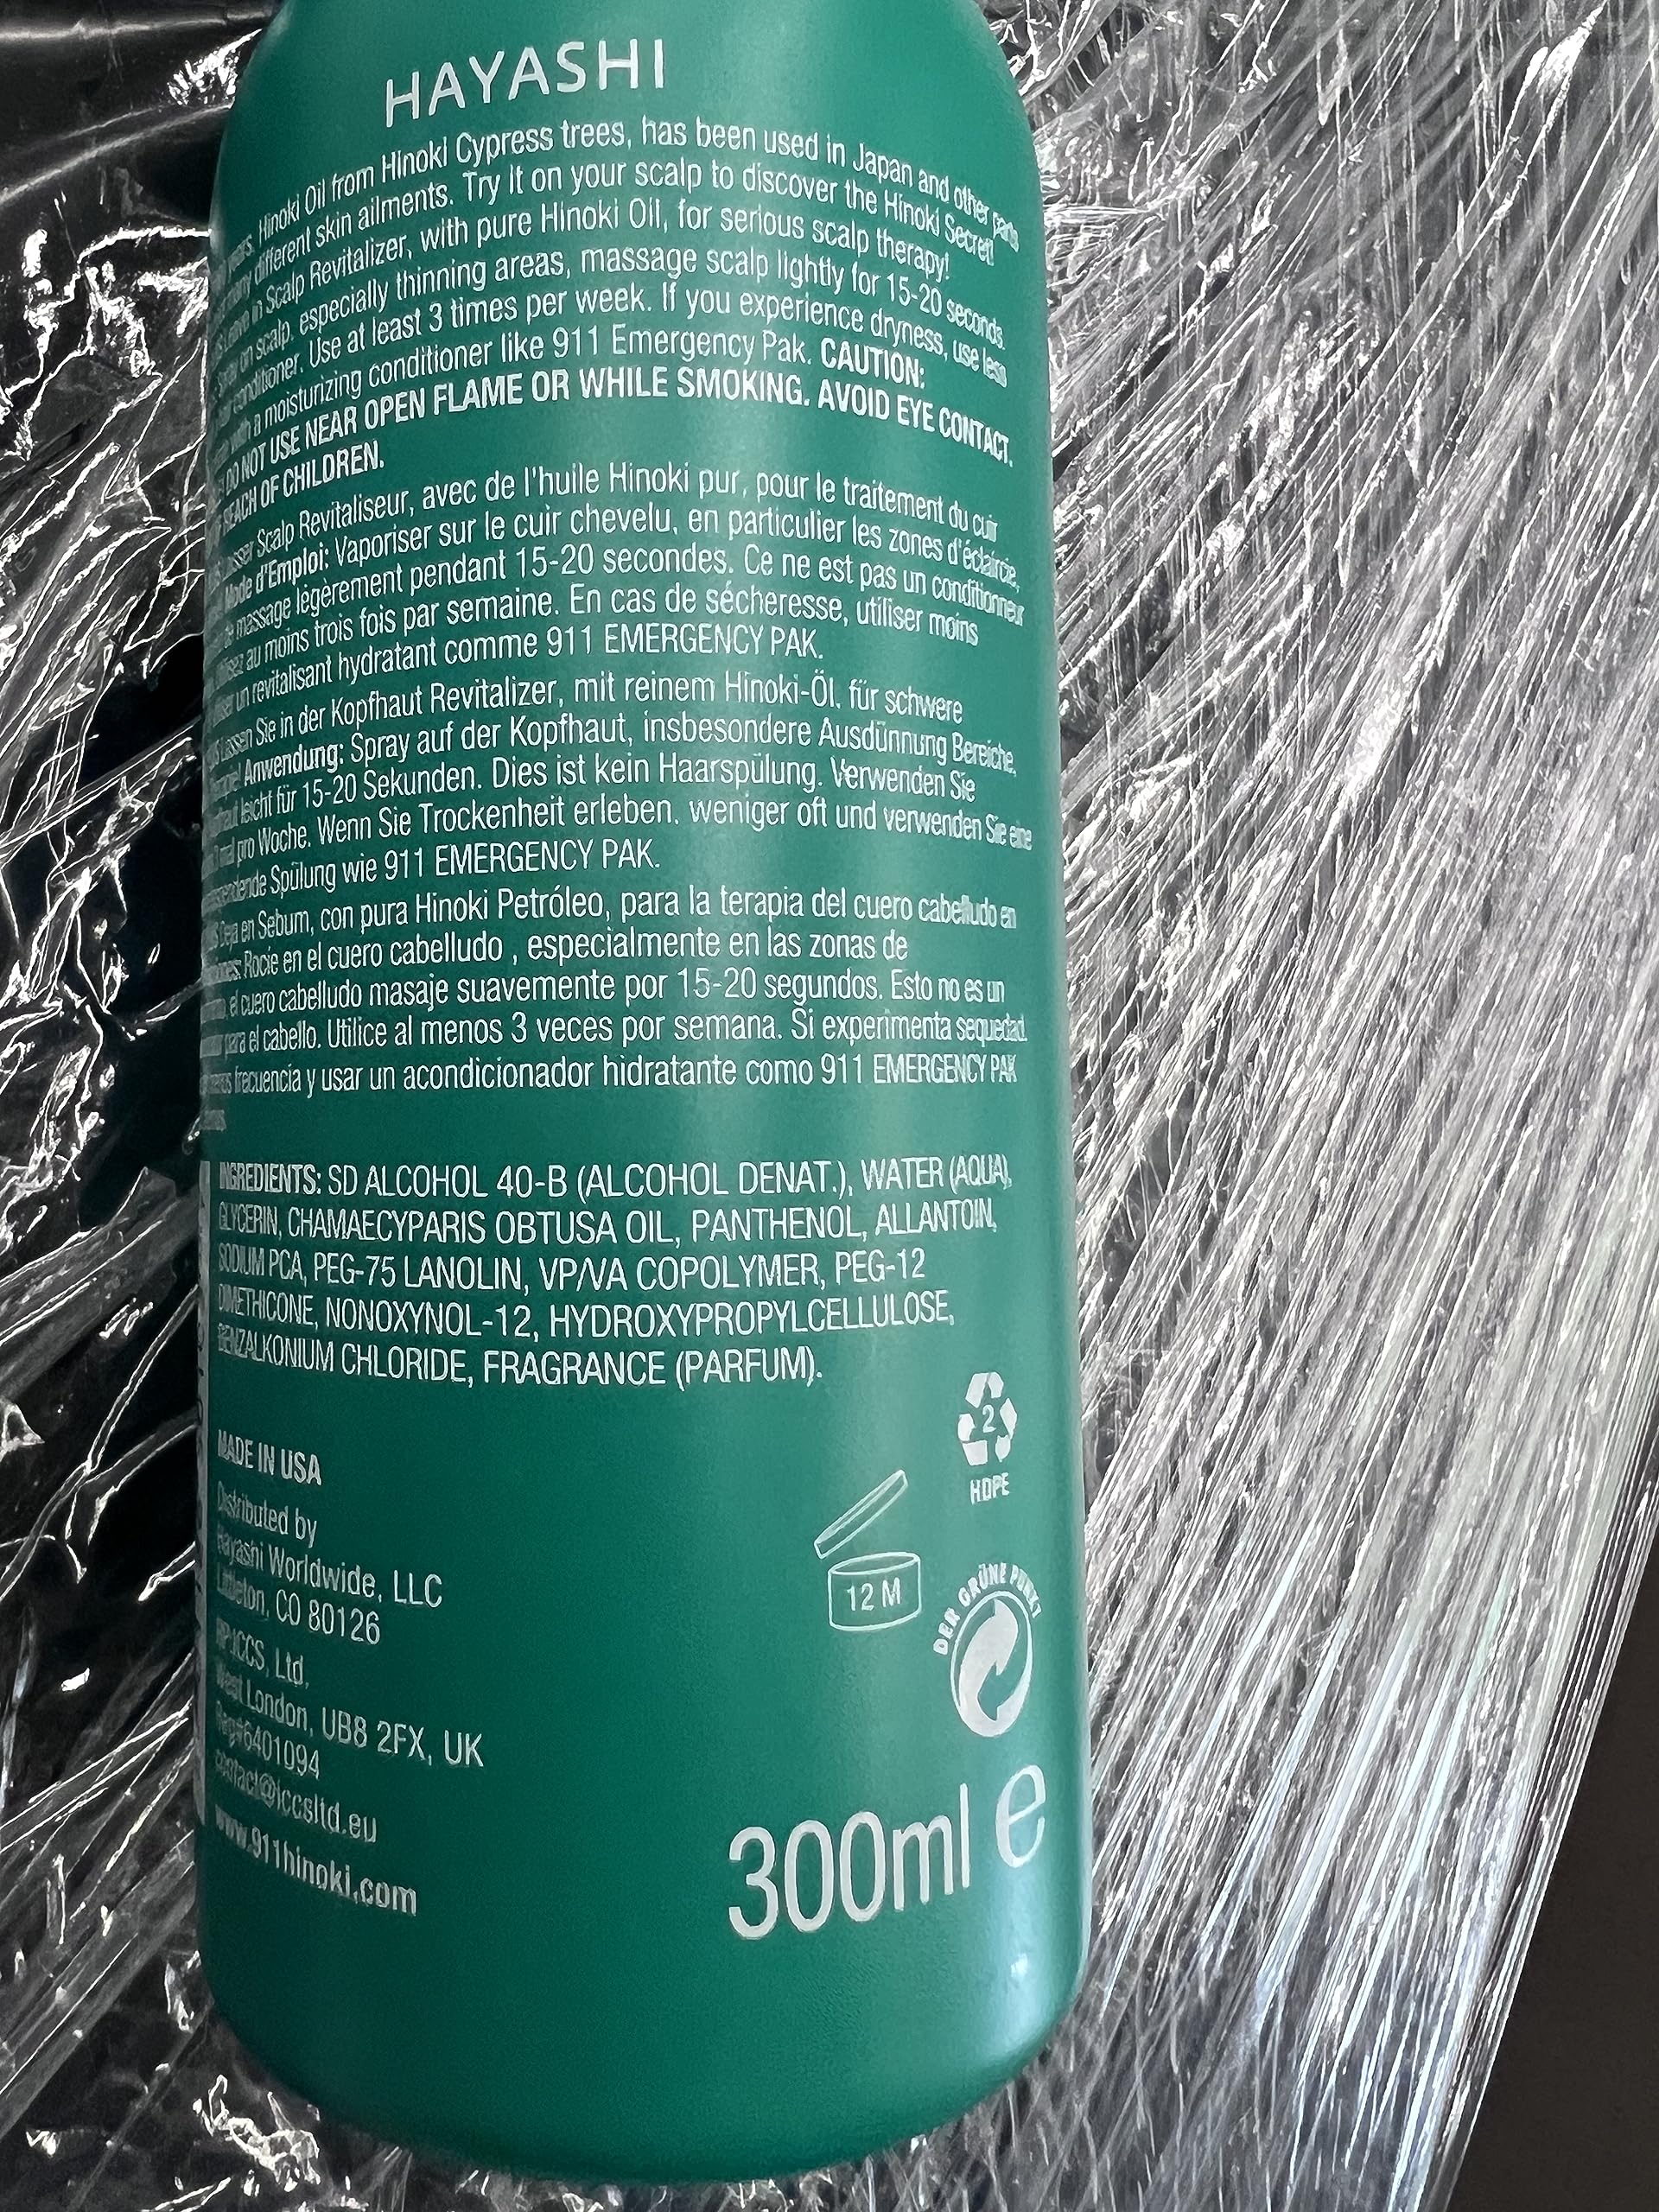 HAYASHI
years, Hinoki Oil from Hinoki Cypress trees, has been used in Japan and other parts
many different skin ailments. Try it on your scalp to discover the Hinoki Secret!
in Scalp Revitalizer, with pure Hinoki Oil, for serious scalp therapy!
Spray on scalp, especially thinning areas, massage scalp lightly for 15-20 seconds.
conditioner. Use at least 3 times per week. If you experience dryness, use less
with a moisturizing conditioner like 911 Emergency Pak. CAUTION:
DO NOT USE NEAR OPEN FLAME OR WHILE SMOKING. AVOID EYE CONTACT.
REACH OF CHILDREN.
Scalp Revitaliseur, avec de l'huile Hinoki pur, pour le traitement du cuir
Mode d'Emploi: Vaporiser sur le cuir chevelu, en particulier les zones d'éclaircie,
massage légèrement pendant 15-20 secondes. Ce ne est pas un conditionneur
au moins trois fois par semaine. En cas de sécheresse, utiliser moins
un revitalisant hydratant comme 911 EMERGENCY PAK.
Lassen Sie in der Kopfhaut Revitalizer, mit reinem Hinoki-Öl, für schwere
Anwendung: Spray auf der Kopfhaut, insbesondere Ausdünnung Bereiche,
leicht für 15-20 Sekunden. Dies ist kein Haarspülung. Verwenden Sie
mal pro Woche. Wenn Sie Trockenheit erleben, weniger oft und verwenden Sie eine
Spülung wie 911 EMERGENCY PAK.
Deja en Sebum, con pura Hinoki Petróleo, para la terapia del cuero cabelludo en
Rocíe en el cuero cabelludo , especialmente en las zonas de
el cuero cabelludo masaje suavemente por 15-20 segundos. Esto no es un
para el cabello. Utilice al menos 3 veces por semana. Si experimenta sequedad,
frecuencia y usar un acondicionador hidratante como 911 EMERGENCY PAK
INGREDIENTS: SD ALCOHOL 40-B (ALCOHOL DENAT.), WATER (AQUA),
GLYCERIN, CHAMAECYPARIS OBTUSA OIL, PANTHENOL, ALLANTOIN,
SODIUM PCA, PEG-75 LANOLIN, VP/VA COPOLYMER, PEG-12
DIMETHICONE, NONOXYNOL-12, HYDROXYPROPYLCELLULOSE,
BENZALKONIUM CHLORIDE, FRAGRANCE (PARFUM).
2
HDPE
MADE IN USA
Distributed by
Hayashi Worldwide, LLC
Littleton, CO 80126
RP:ICCS, Ltd,
West London, UB8 2FX, UK
Reg#6401094
contact@iccsltd.eu
www.911hinoki.com
12 M
DER GRÜNE PUNKT
300ml e